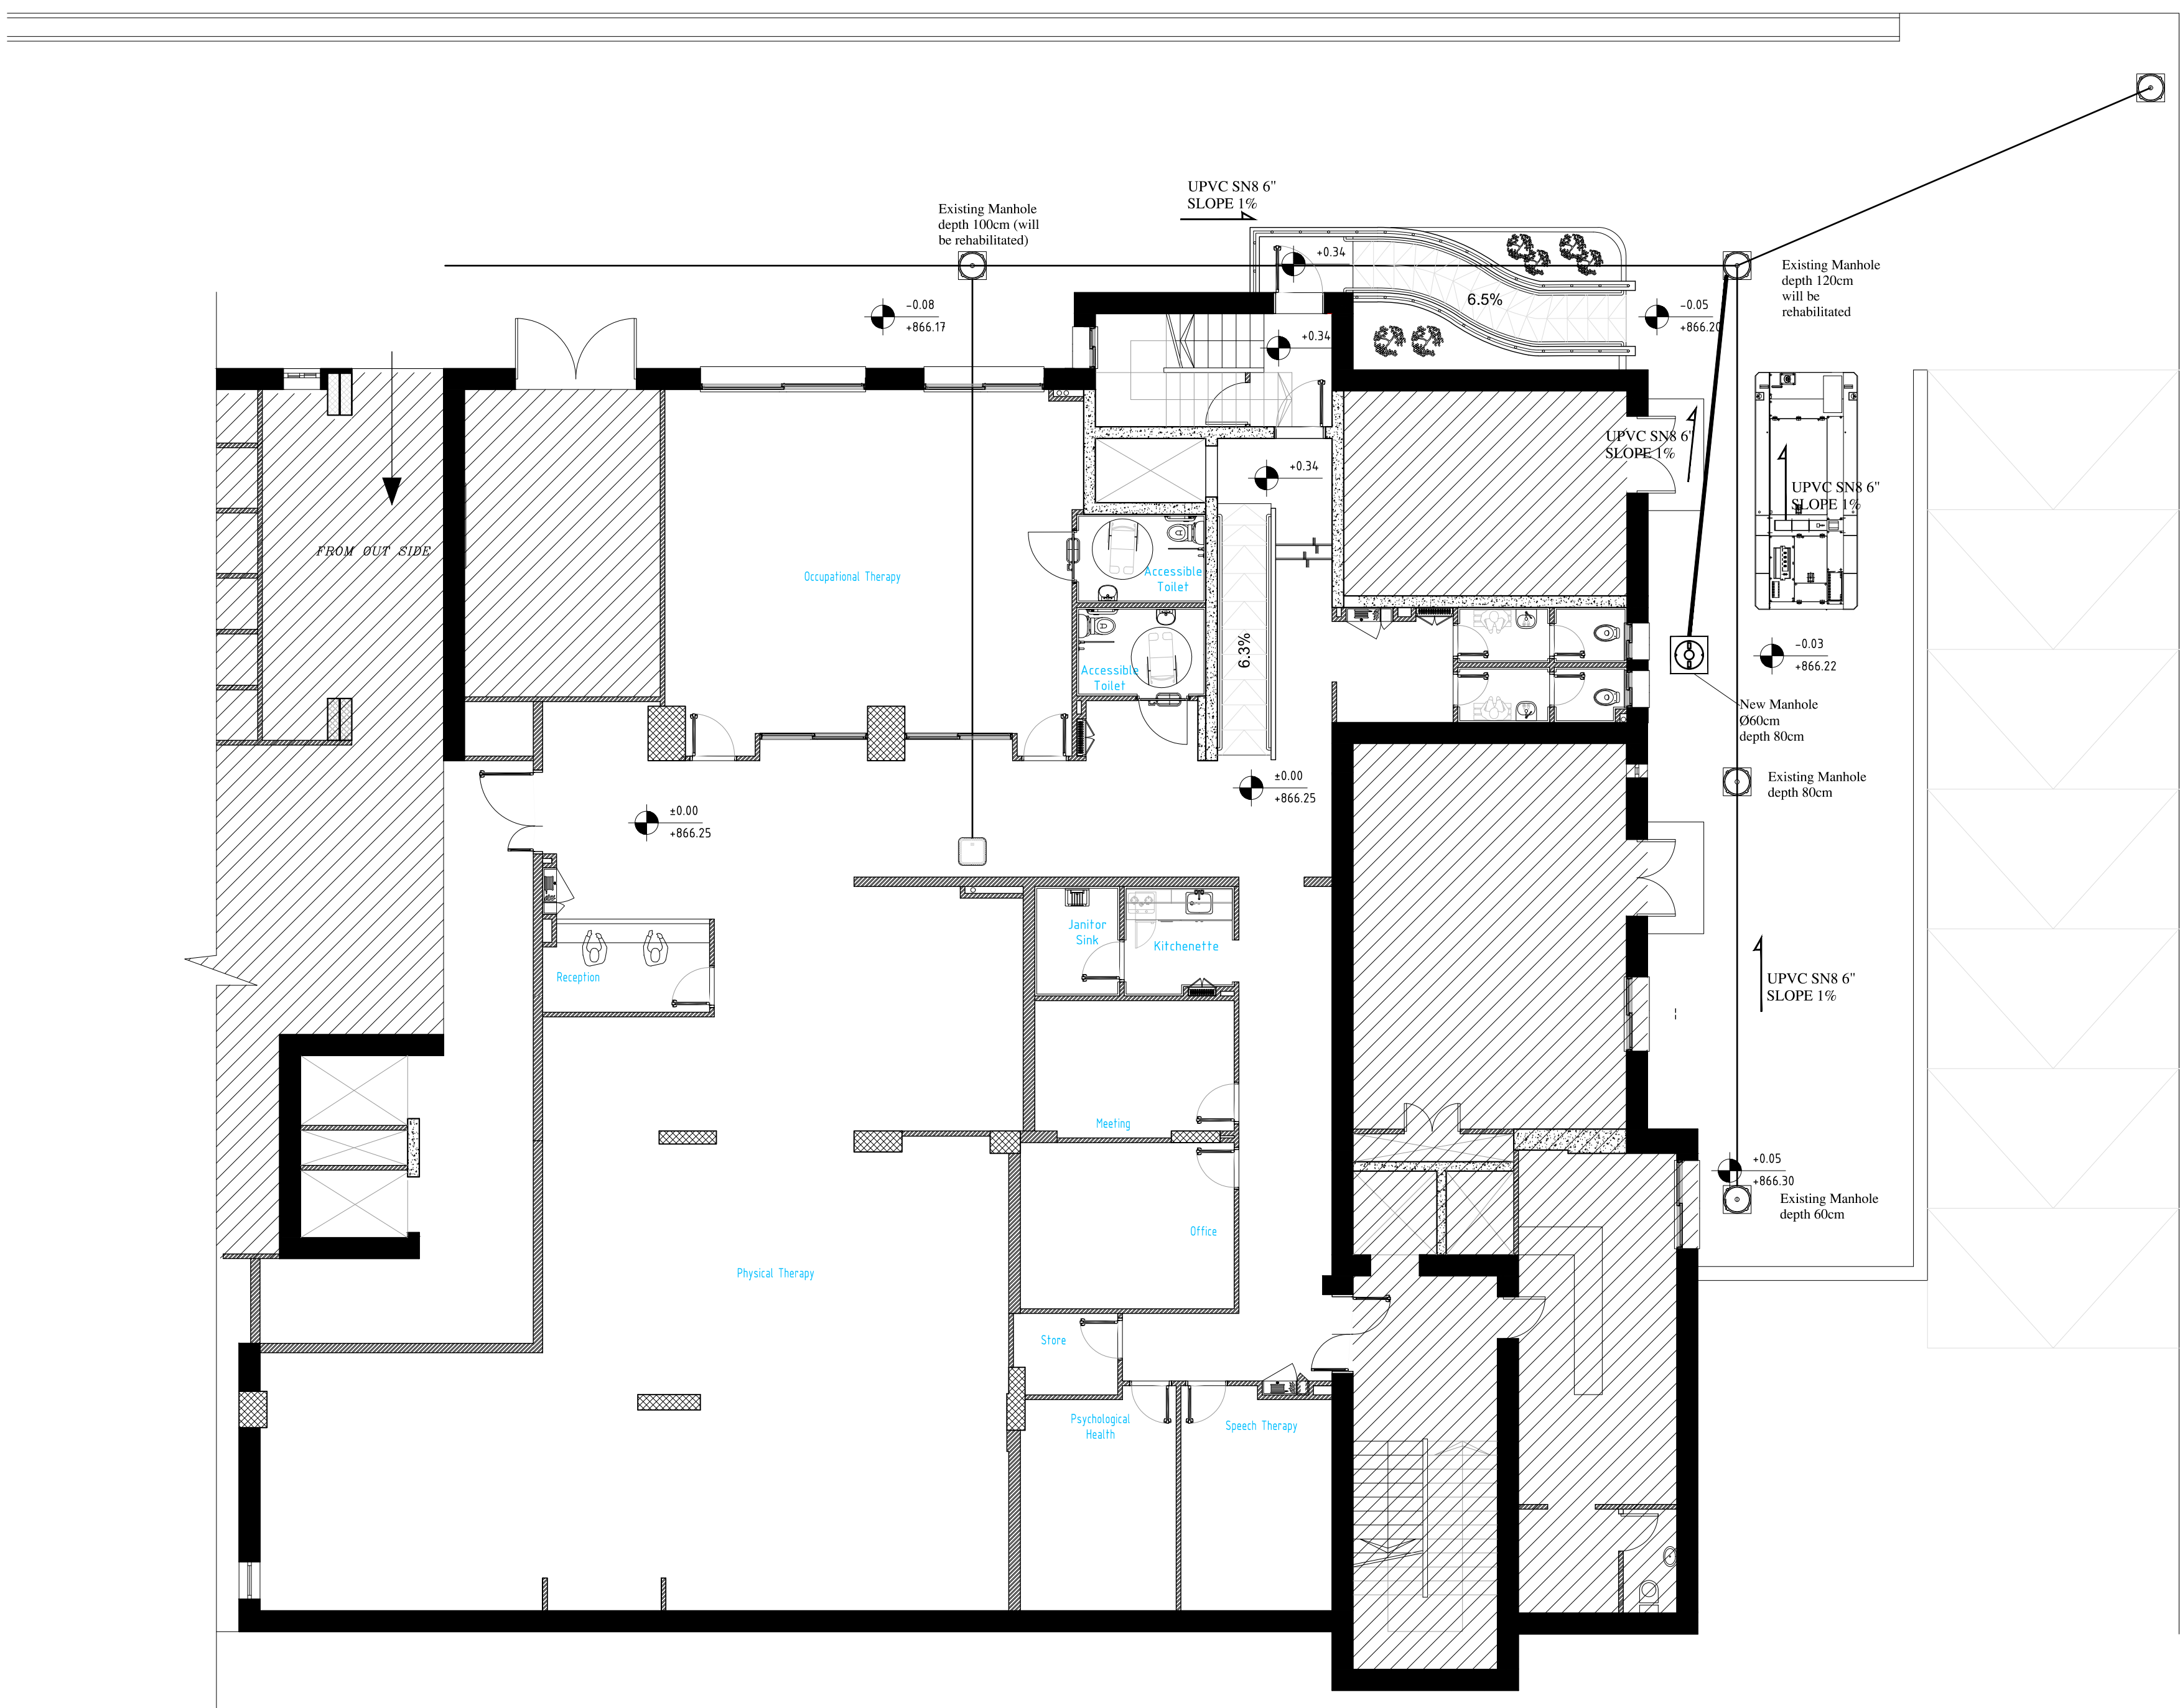 UPVC SN8 6"
SLOPE 1%
Existing Manhole
depth 100cm (will
be rehabilitated)
+0.34
Existing Manhole
depth 120cm
will be
rehabilitated
6.5%
-0.08
+866.17
-0.05
+866.20
+0.34
UPVC SN8 6"
SLOPE 1%
+0.34
UPVC SN8 6"
SLOPE 1%
FROM OUT SIDE
Occupational Therapy
Accessible
Toilet
Accessible
Toilet
6.3%
-0.03
+866.22
New Manhole
Ø60cm
depth 80cm
±0.00
+866.25
Existing Manhole
depth 80cm
±0.00
+866.25
Janitor
Sink
Kitchenette
Reception
UPVC SN8 6"
SLOPE 1%
Meeting
+0.05
+866.30
Existing Manhole
depth 60cm
Office
Physical Therapy
Store
Psychological
Health
Speech Therapy